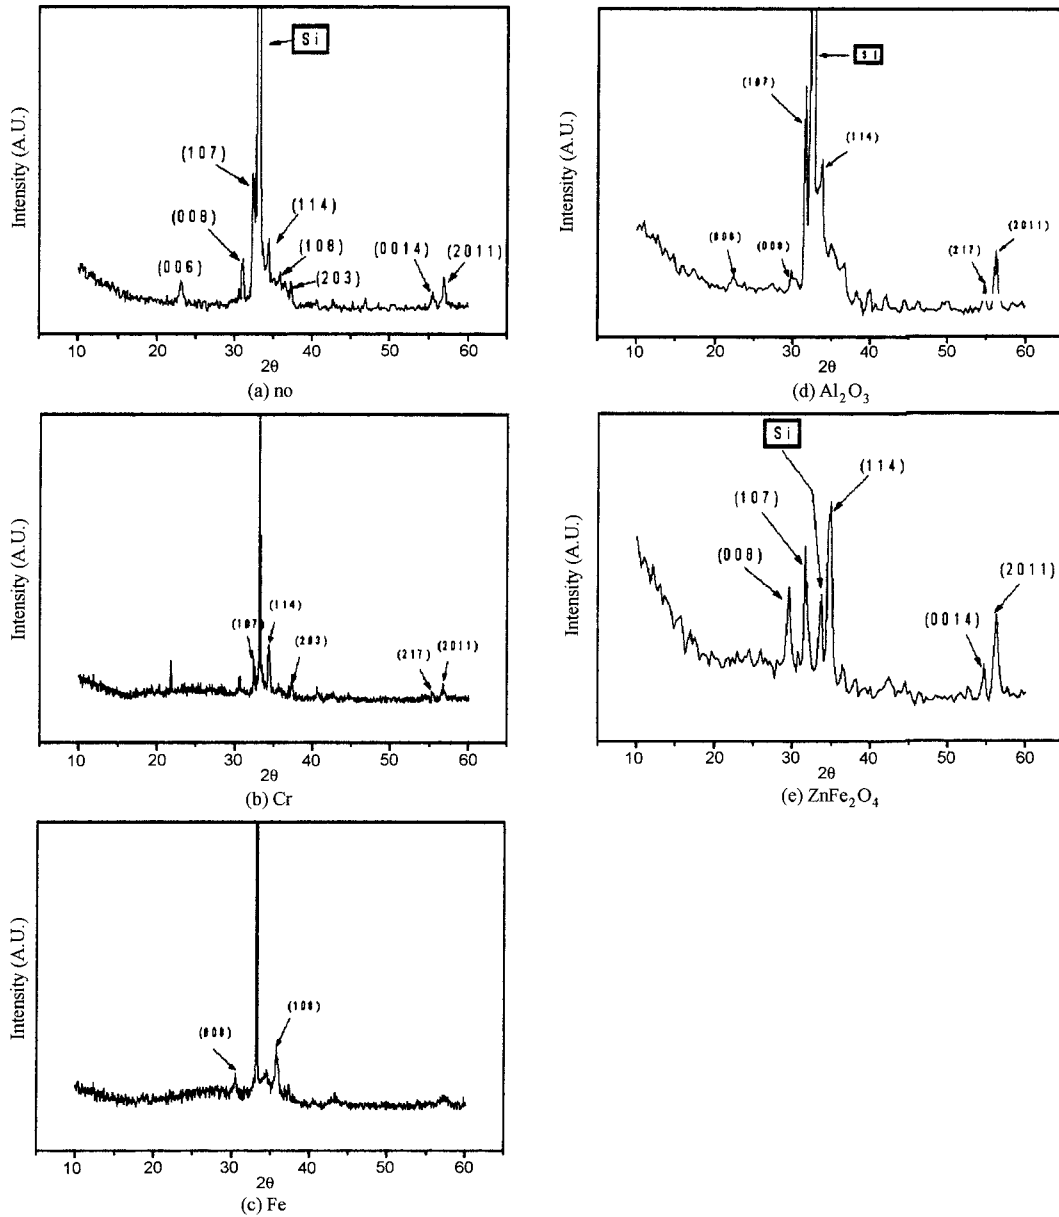 Intensity (A.U.)
Si
(107)
(008)
(006)
(114)
(108)
(203)
(0014)
(2011)
10 20 30 40 50 60
2θ
(a) no
Intensity (A.U.)
(107)
(114)
(008)
(217)
(2011)
10 20 30 40 50 60
2θ
(d) Al₂O₃
Intensity (A.U.)
(107)
(114)
(203)
(217)
(2011)
10 20 30 40 50 60
2θ
(b) Cr
Intensity (A.U.)
Si
(114)
(107)
(008)
(0014)
(2011)
10 20 30 40 50 60
2θ
(e) ZnFe₂O₄
Intensity (A.U.)
(108)
10 20 30 40 50 60
2θ
(c) Fe